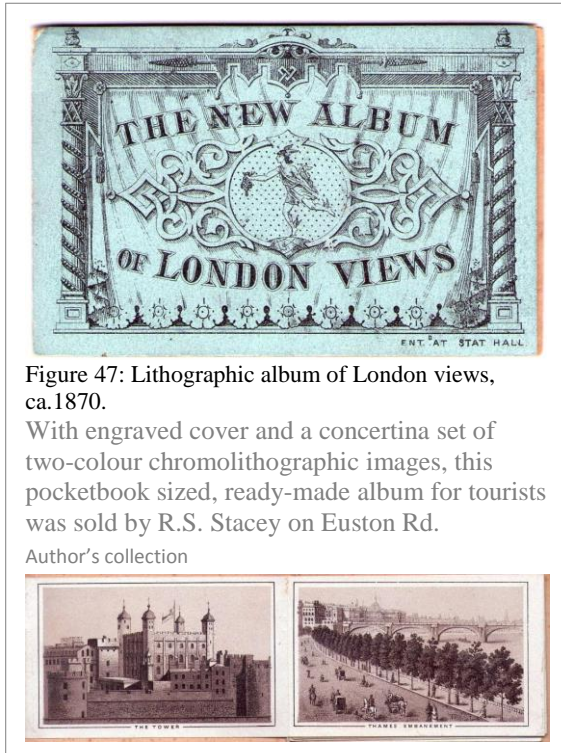 THE NEW ALBUM
OF LONDON VIEWS
ENT. AT STAT HALL
Figure 47: Lithographic album of London views,
ca.1870.
With engraved cover and a concertina set of
two-colour chromolithographic images, this
pocketbook sized, ready-made album for tourists
was sold by R.S. Stacey on Euston Rd.
Author's collection
THE TOWER
THAMES EMBANKMENT